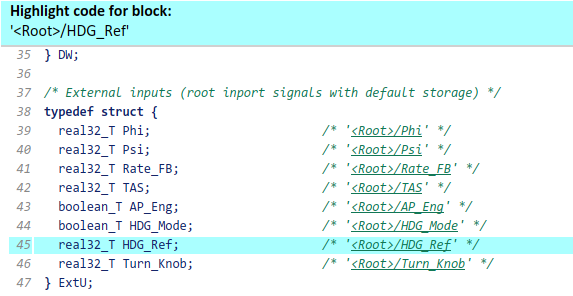 Highlight code for block:
'<Root>/HDG_Ref'
35 } DW;
36
37 /* External inputs (root inport signals with default storage) */
38 typedef struct {
39 real32_T Phi; /* '<Root>/Phi' */
40 real32_T Psi; /* '<Root>/Psi' */
41 real32_T Rate_FB; /* '<Root>/Rate_FB' */
42 real32_T TAS; /* '<Root>/TAS' */
43 boolean_T AP_Eng; /* '<Root>/AP_Eng' */
44 boolean_T HDG_Mode; /* '<Root>/HDG_Mode' */
45 real32_T HDG_Ref; /* '<Root>/HDG_Ref' */
46 real32_T Turn_Knob; /* '<Root>/Turn_Knob' */
47 } ExtU;